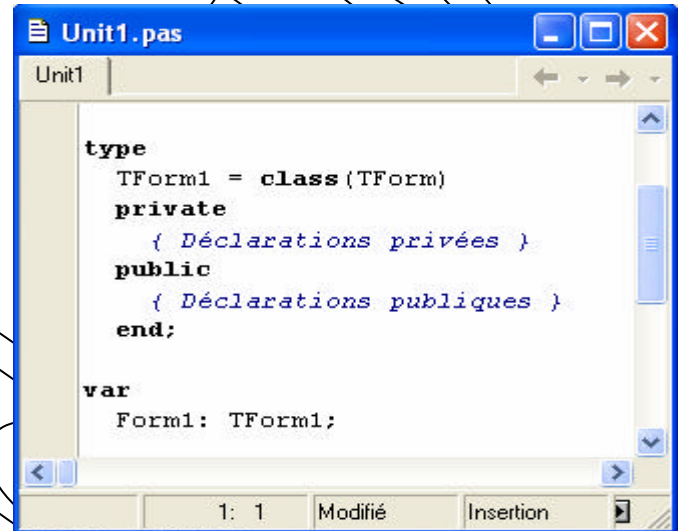 Unit1.pas
Unit1
type
TForm1 = class(TForm)
private
{ Déclarations privées }
public
{ Déclarations publiques }
end;
var
Form1: TForm1;
1: 1 Modifié Insertion